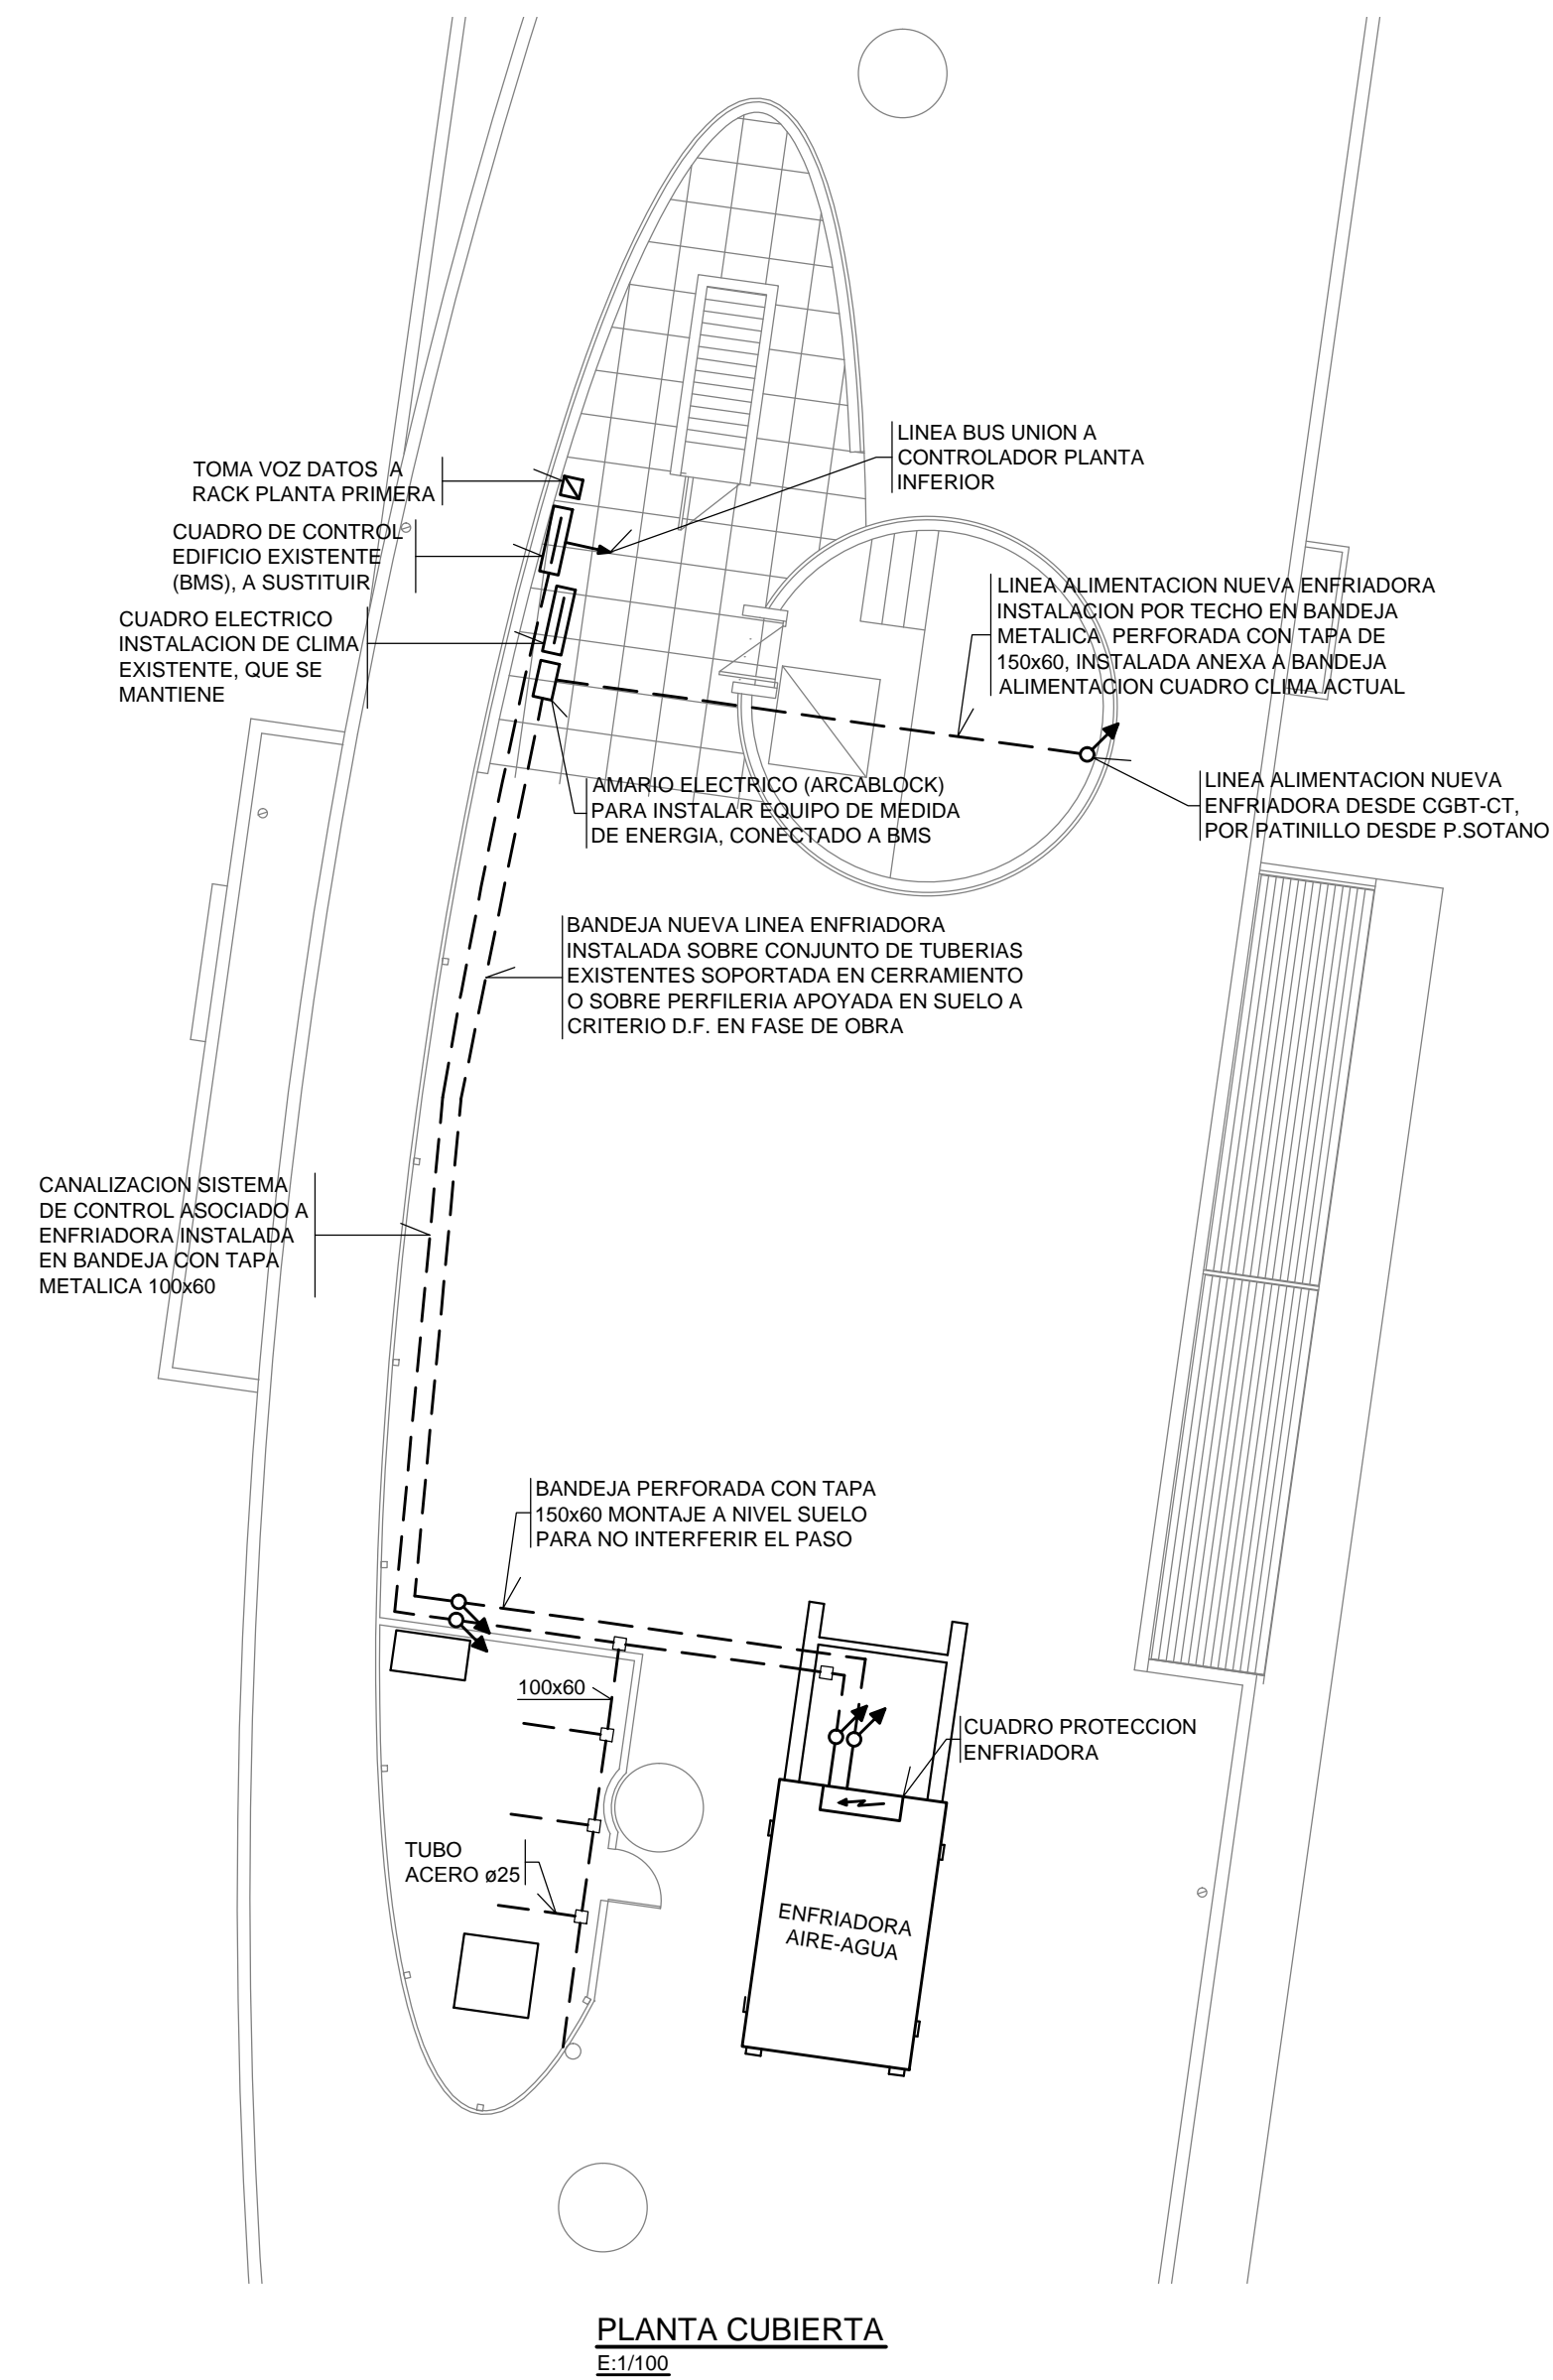 LINEA BUS UNION A
CONTROLADOR PLANTA
INFERIOR
TOMA VOZ DATOS A
RACK PLANTA PRIMERA
CUADRO DE CONTROL
EDIFICIO EXISTENTE
(BMS), A SUSTITUIR
LINEA ALIMENTACION NUEVA ENFRIADORA
INSTALACION POR TECHO EN BANDEJA
METALICA PERFORADA CON TAPA DE
150x60, INSTALADA ANEXA A BANDEJA
ALIMENTACION CUADRO CLIMA ACTUAL
CUADRO ELECTRICO
INSTALACION DE CLIMA
EXISTENTE, QUE SE
MANTIENE
AMARIO ELECTRICO (ARCABLOCK)
PARA INSTALAR EQUIPO DE MEDIDA
DE ENERGIA, CONECTADO A BMS
LINEA ALIMENTACION NUEVA
ENFRIADORA DESDE CGBT-CT,
POR PATINILLO DESDE P.SOTANO
BANDEJA NUEVA LINEA ENFRIADORA
INSTALADA SOBRE CONJUNTO DE TUBERIAS
EXISTENTES SOPORTADA EN CERRAMIENTO
O SOBRE PERFILERIA APOYADA EN SUELO A
CRITERIO D.F. EN FASE DE OBRA
CANALIZACION SISTEMA
DE CONTROL ASOCIADO A
ENFRIADORA INSTALADA
EN BANDEJA CON TAPA
METALICA 100x60
BANDEJA PERFORADA CON TAPA
150x60 MONTAJE A NIVEL SUELO
PARA NO INTERFERIR EL PASO
100x60
CUADRO PROTECCION
ENFRIADORA
TUBO
ACERO ø25
ENFRIADORA
AIRE-AGUA
PLANTA CUBIERTA
E:1/100